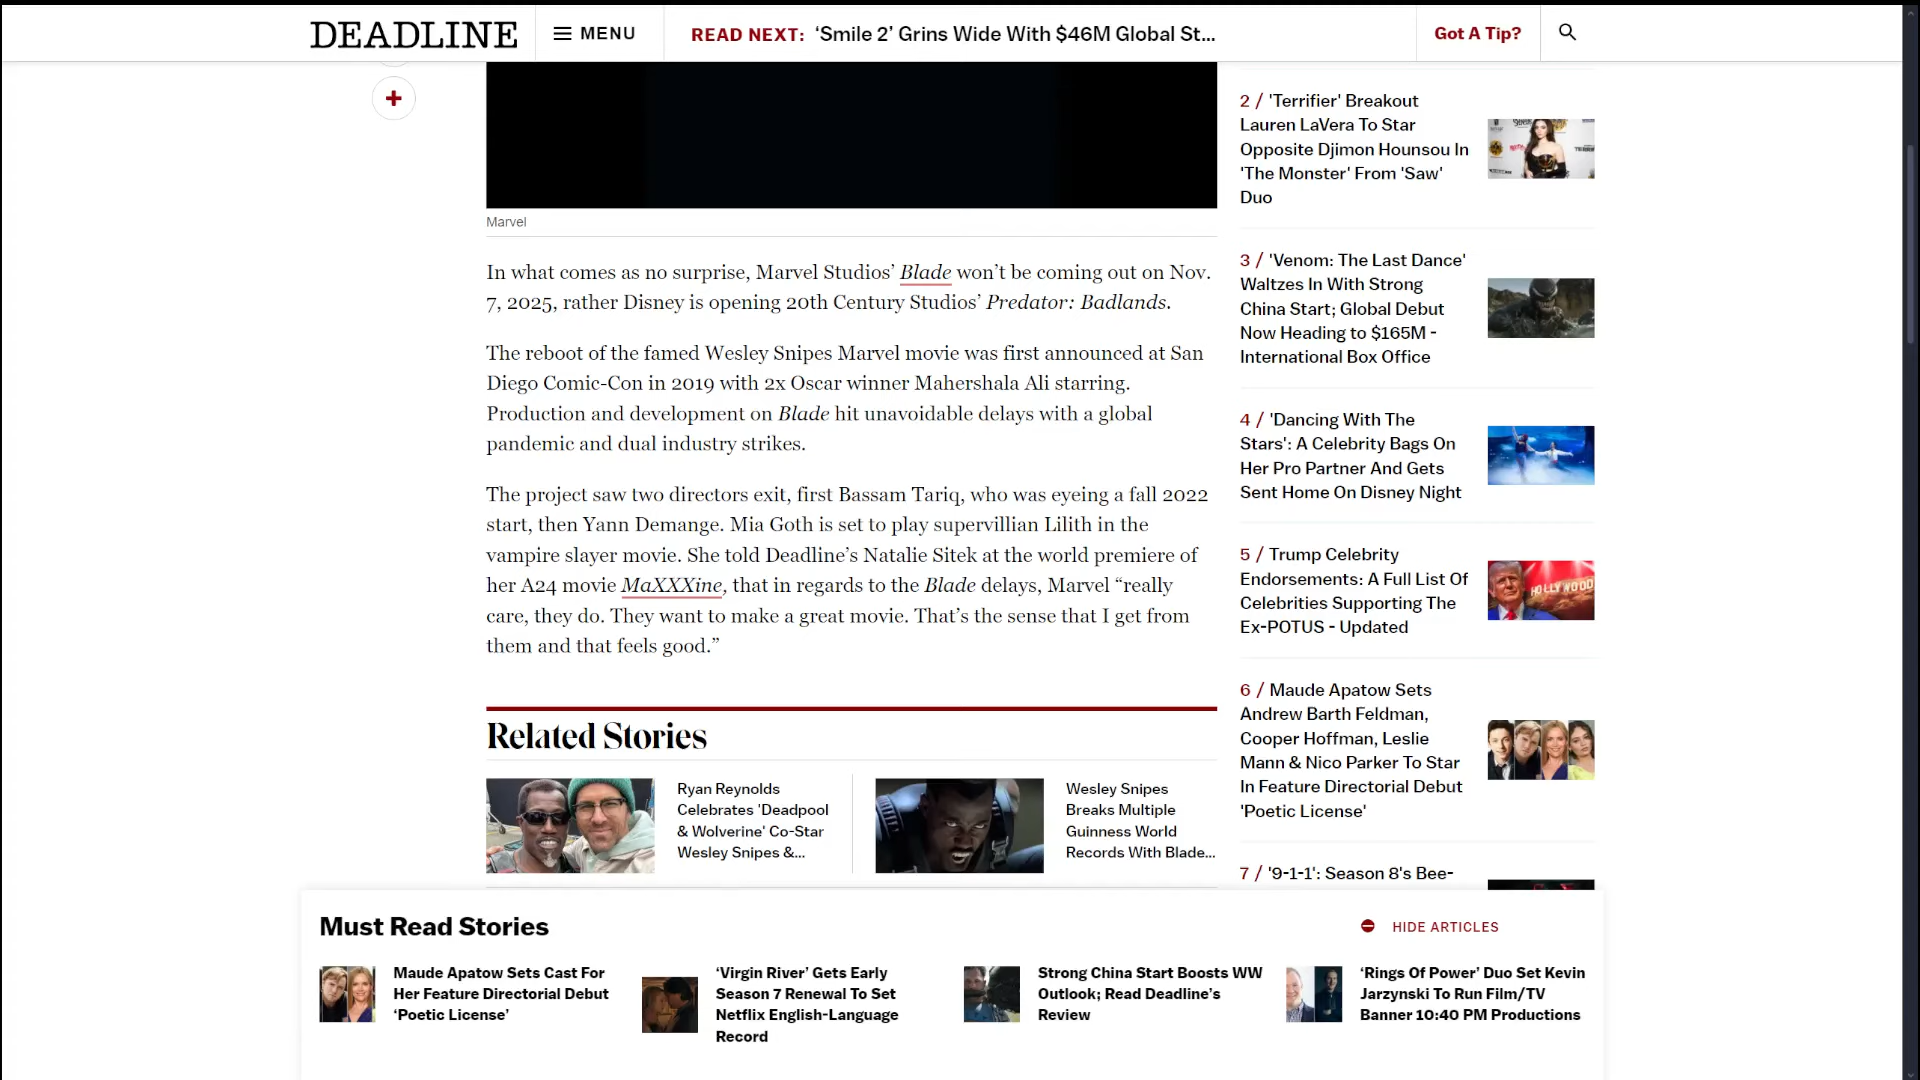 DEADLINE
MENU
READ NEXT: ‘Smile 2’ Grins Wide With $46M Global St...
Got A Tip?
Marvel
In what comes as no surprise, Marvel Studios’ Blade won’t be coming out on Nov.
7, 2025, rather Disney is opening 20th Century Studios’ Predator: Badlands.
The reboot of the famed Wesley Snipes Marvel movie was first announced at San
Diego Comic-Con in 2019 with 2x Oscar winner Mahershala Ali starring.
Production and development on Blade hit unavoidable delays with a global
pandemic and dual industry strikes.
The project saw two directors exit, first Bassam Tariq, who was eyeing a fall 2022
start, then Yann Demange. Mia Goth is set to play supervillian Lilith in the
vampire slayer movie. She told Deadline’s Natalie Sitek at the world premiere of
her A24 movie MaXXXine, that in regards to the Blade delays, Marvel “really
care, they do. They want to make a great movie. That’s the sense that I get from
them and that feels good.”
Related Stories
Ryan Reynolds
Celebrates 'Deadpool
& Wolverine' Co-Star
Wesley Snipes &...
Wesley Snipes
Breaks Multiple
Guinness World
Records With Blade...
2 / 'Terrifier' Breakout
Lauren LaVera To Star
Opposite Djimon Hounsou In
'The Monster' From 'Saw'
Duo
3 / 'Venom: The Last Dance'
Waltzes In With Strong
China Start; Global Debut
Now Heading to $165M -
International Box Office
4 / 'Dancing With The
Stars': A Celebrity Bags On
Her Pro Partner And Gets
Sent Home On Disney Night
5 / Trump Celebrity
Endorsements: A Full List Of
Celebrities Supporting The
Ex-POTUS - Updated
HOLLYWOOD
6 / Maude Apatow Sets
Andrew Barth Feldman,
Cooper Hoffman, Leslie
Mann & Nico Parker To Star
In Feature Directorial Debut
'Poetic License'
7 / '9-1-1': Season 8's Bee-
Must Read Stories
HIDE ARTICLES
Maude Apatow Sets Cast For
Her Feature Directorial Debut
‘Poetic License’
‘Virgin River’ Gets Early
Season 7 Renewal To Set
Netflix English-Language
Record
Strong China Start Boosts WW
Outlook; Read Deadline’s
Review
‘Rings Of Power’ Duo Set Kevin
Jarzynski To Run Film/TV
Banner 10:40 PM Productions